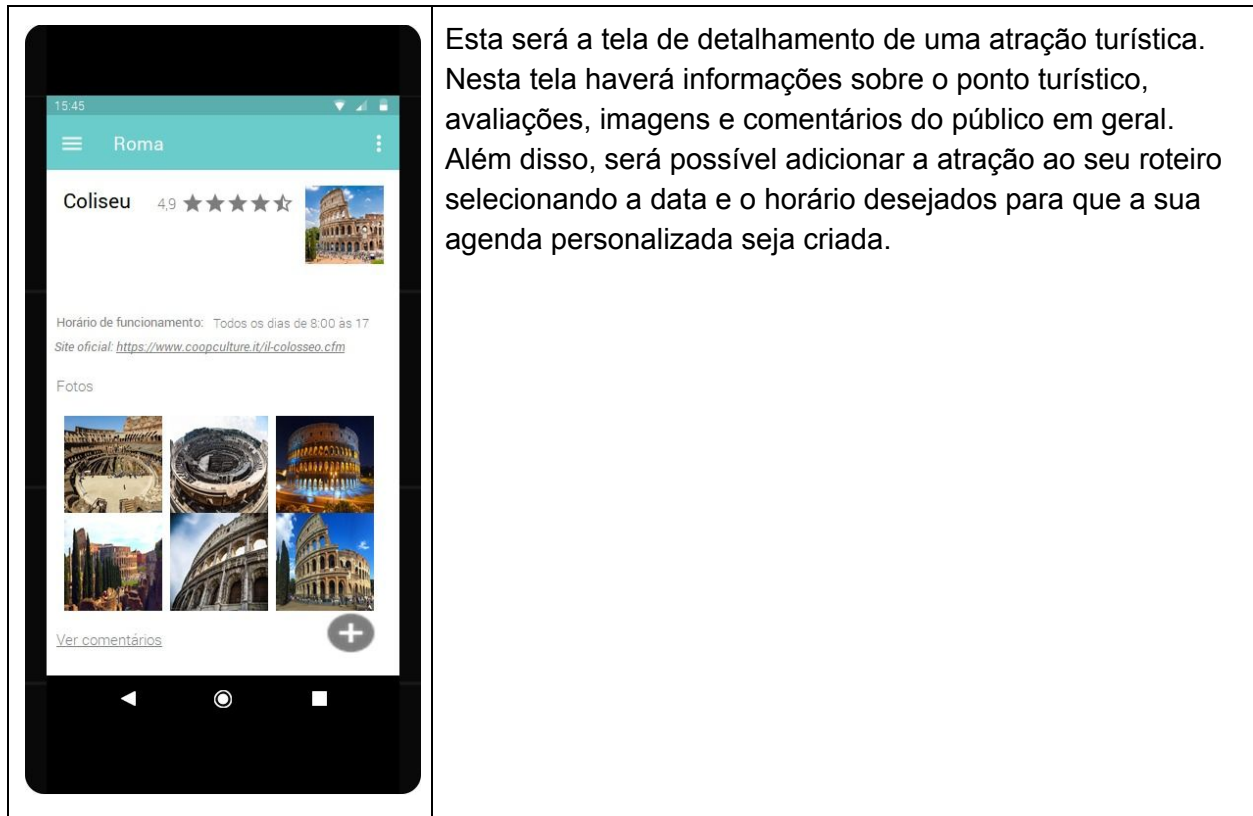 15:45
Roma
Coliseu 4,9
Horário de funcionamento: Todos os dias de 8:00 às 17
Site oficial: https://www.coopculture.it/il-colosseo.cfm
Fotos
Ver comentários
Esta será a tela de detalhamento de uma atração turística.
Nesta tela haverá informações sobre o ponto turístico,
avaliações, imagens e comentários do público em geral.
Além disso, será possível adicionar a atração ao seu roteiro
selecionando a data e o horário desejados para que a sua
agenda personalizada seja criada.